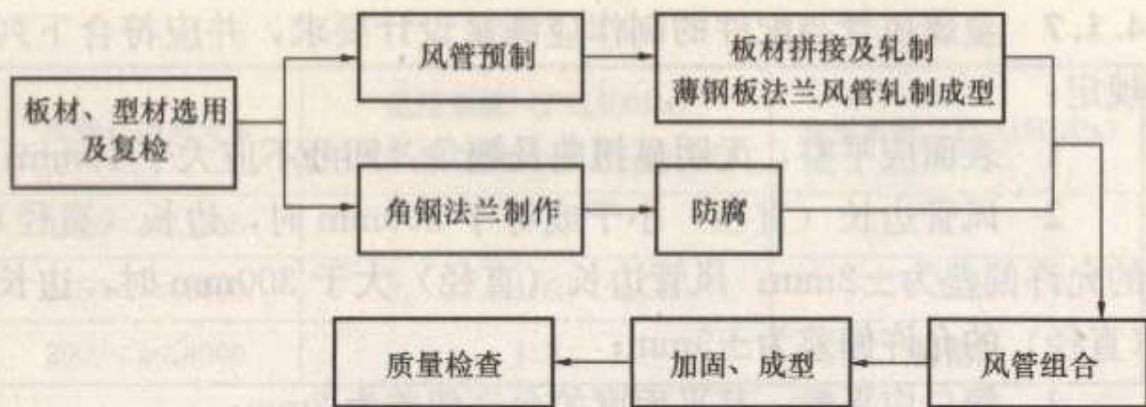 风管预制
板材拼接及轧制
薄钢板法兰风管轧制成型
板材、型材选用
及复检
角钢法兰制作
防腐
质量检查
加固、成型
风管组合